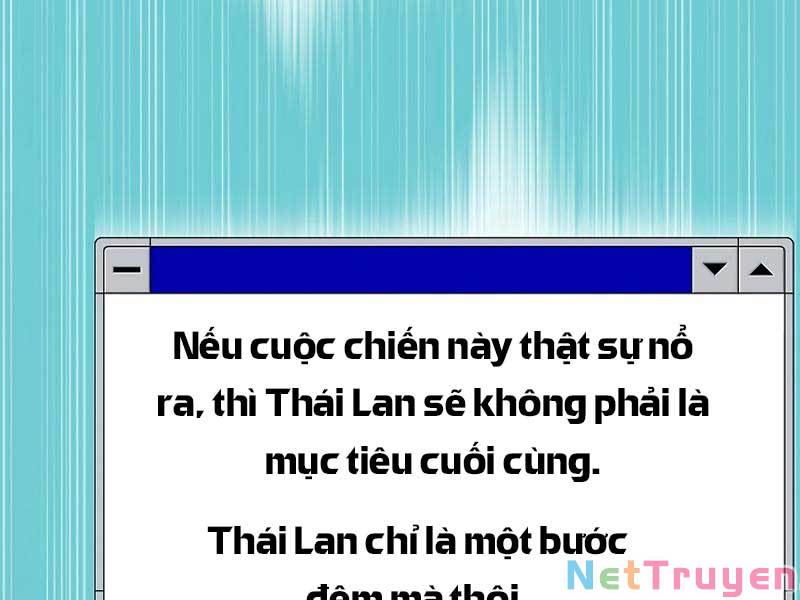 Nếu cuộc chiến này thật sự nổ
ra, thì Thái Lan sẽ không phải là
mục tiêu cuối cùng.
Thái Lan chỉ là một bước
đệm mà thôi
NetTruyen